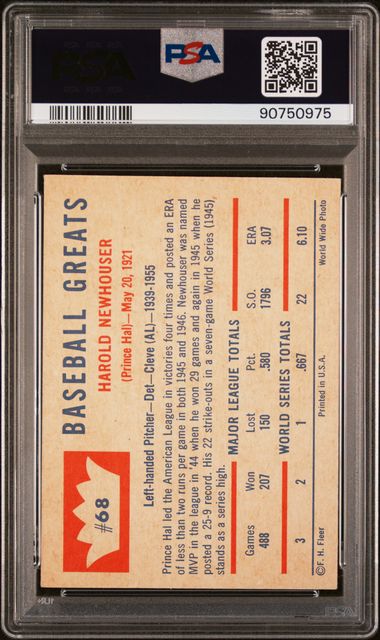 PSA
PSA
90750975
#68
BASEBALL GREATS
HAROLD NEWHOUSER
(Prince Hal)—May 20, 1921
Left-handed Pitcher—Det—Cleve (AL)—1939-1955
Prince Hal led the American League in victories four times and posted an ERA
of less than two runs per game in both 1945 and 1946. Newhouser was named
MVP in the league in '44 when he won 29 games and again in 1945 when he
posted a 25-9 record. His 22 strike-outs in a seven-game World Series (1945),
stands as a series high.
MAJOR LEAGUE TOTALS
Games Won Lost Pct. S.O. ERA
488 207 150 .580 1796 3.07
WORLD SERIES TOTALS
3 2 1 .667 22 6.10
©F. H. Fleer Printed in U.S.A. World Wide Photo